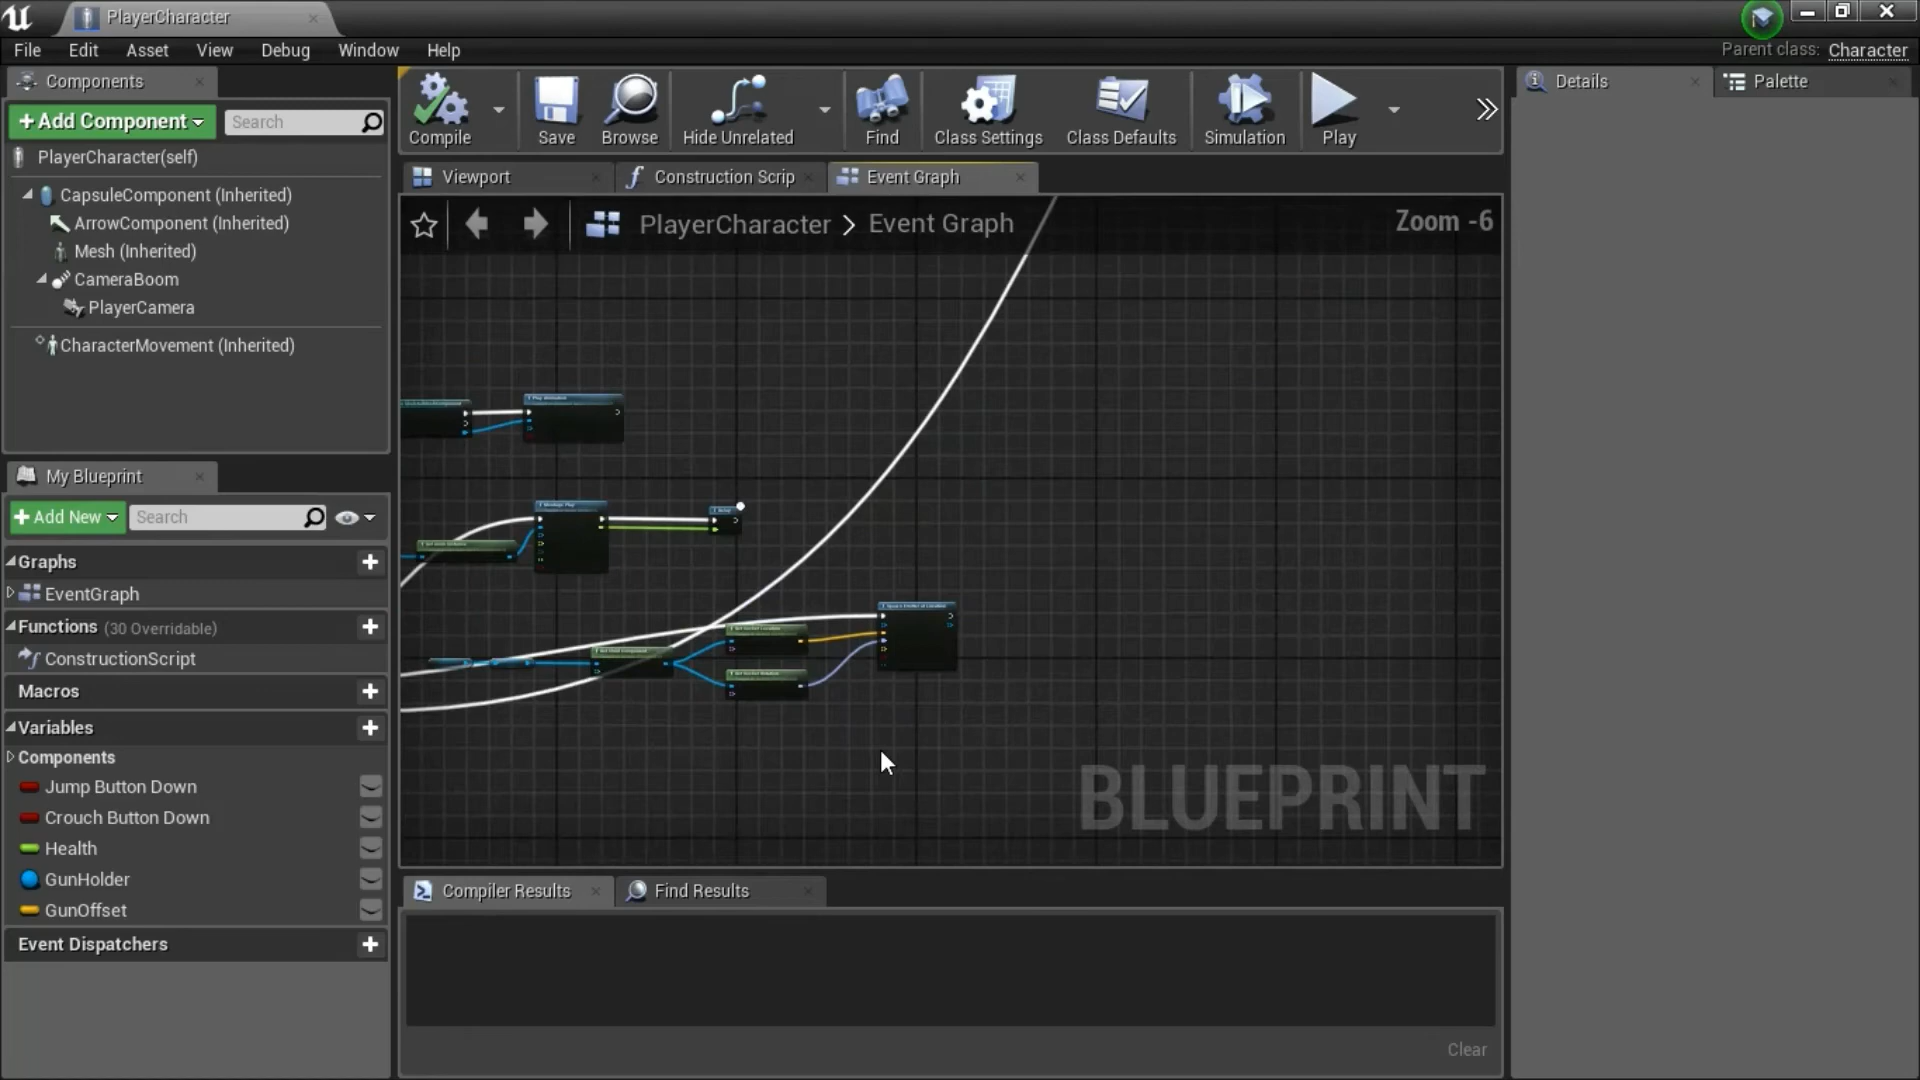 PlayerCharacter
File Edit Asset View Debug Window Help
Parent class: Character
Components
+ Add Component
Search
PlayerCharacter(self)
CapsuleComponent (Inherited)
ArrowComponent (Inherited)
Mesh (Inherited)
CameraBoom
PlayerCamera
CharacterMovement (Inherited)
My Blueprint
+ Add New
Search
Graphs
EventGraph
Functions (30 Overridable)
ConstructionScript
Macros
Variables
Components
Jump Button Down
Crouch Button Down
Health
GunHolder
GunOffset
Event Dispatchers
Compile Save Browse Hide Unrelated Find Class Settings Class Defaults Simulation Play
Viewport Construction Scrip Event Graph
PlayerCharacter > Event Graph
Zoom -6
BLUEPRINT
Compiler Results Find Results
Clear
Details Palette